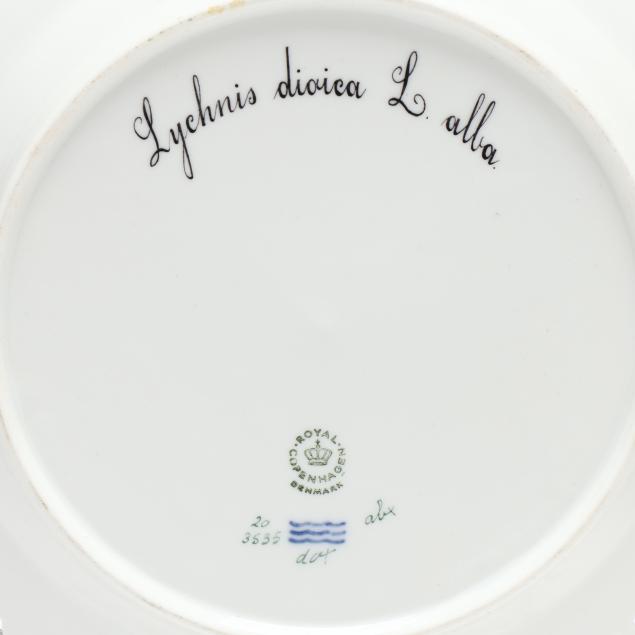 Lychnis dioica L. alba.
ROYAL
COPENHAGEN
DENMARK
20
3535
abx
dox